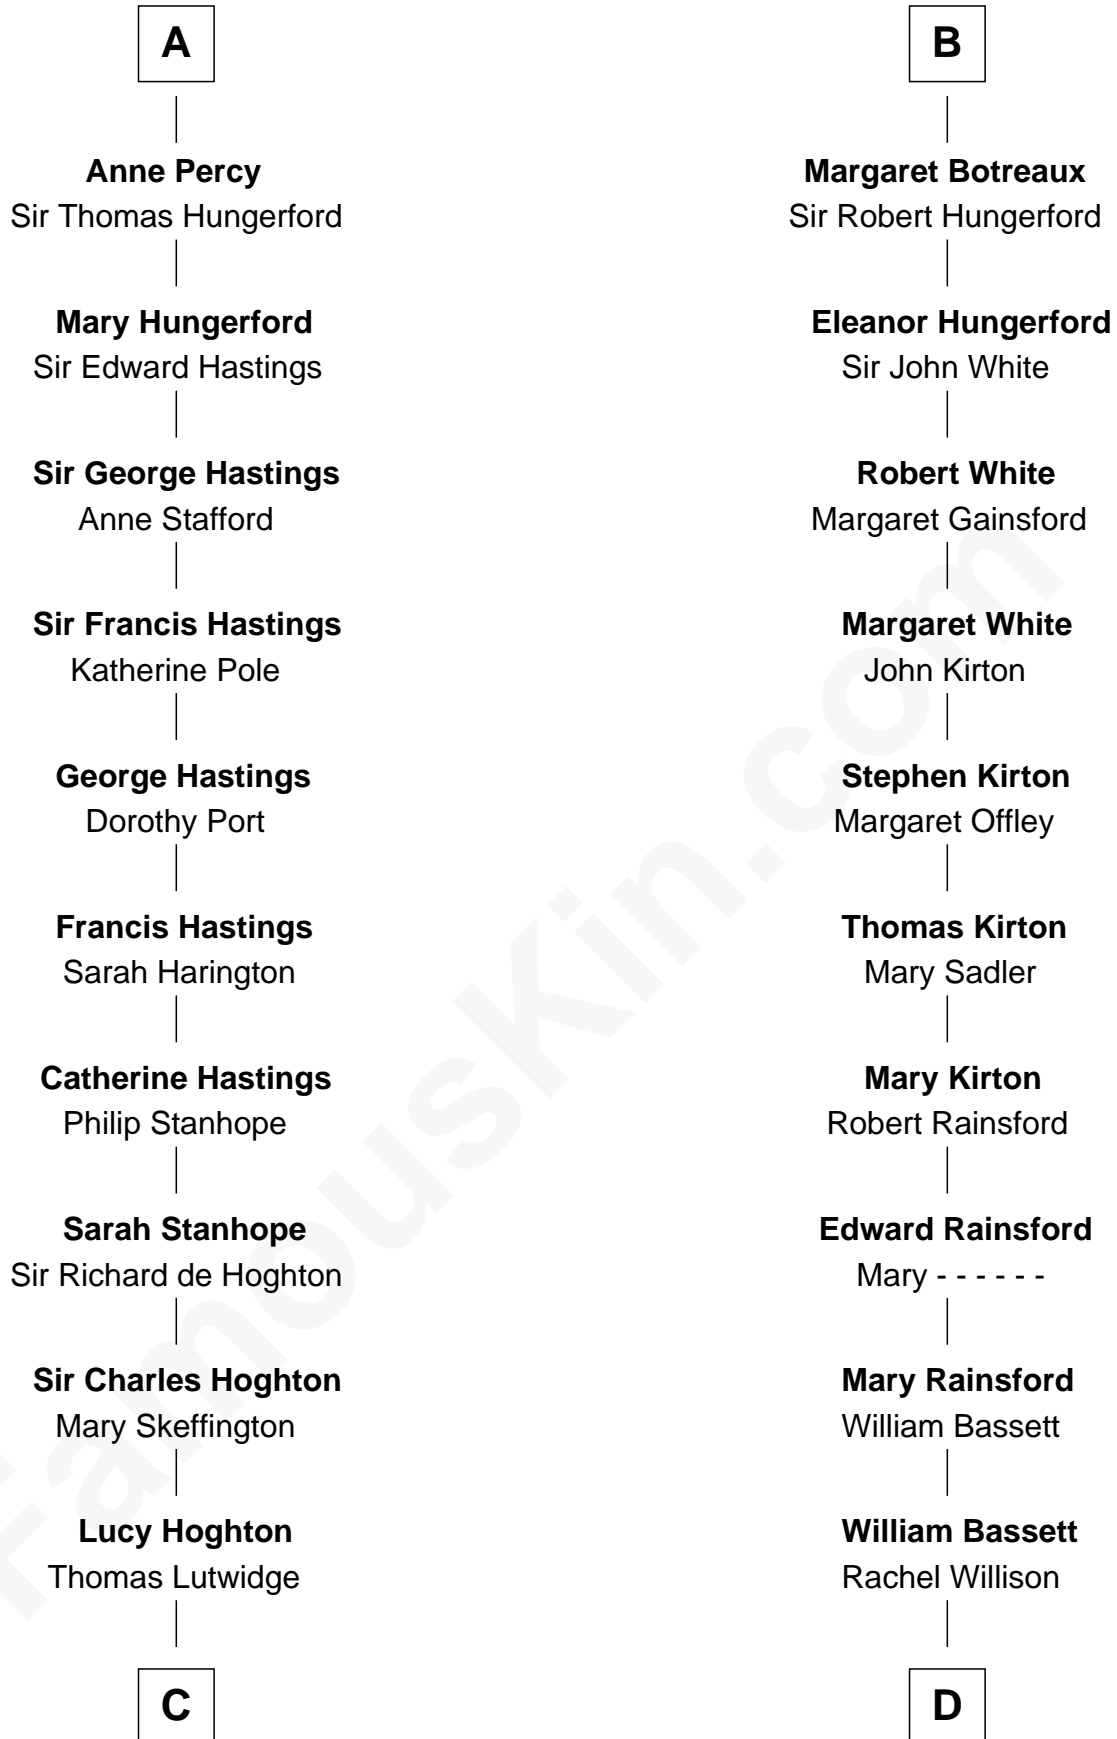 A
Anne Percy
Sir Thomas Hungerford
Mary Hungerford
Sir Edward Hastings
Sir George Hastings
Anne Stafford
Sir Francis Hastings
Katherine Pole
George Hastings
Dorothy Port
Francis Hastings
Sarah Harington
Catherine Hastings
Philip Stanhope
Sarah Stanhope
Sir Richard de Hoghton
Sir Charles Hoghton
Mary Skeffington
Lucy Hoghton
Thomas Lutwidge
C
B
Margaret Botreaux
Sir Robert Hungerford
Eleanor Hungerford
Sir John White
Robert White
Margaret Gainsford
Margaret White
John Kirton
Stephen Kirton
Margaret Offley
Thomas Kirton
Mary Sadler
Mary Kirton
Robert Rainsford
Edward Rainsford
Mary - - - - - -
Mary Rainsford
William Bassett
William Bassett
Rachel Willison
D
FamousKin.com